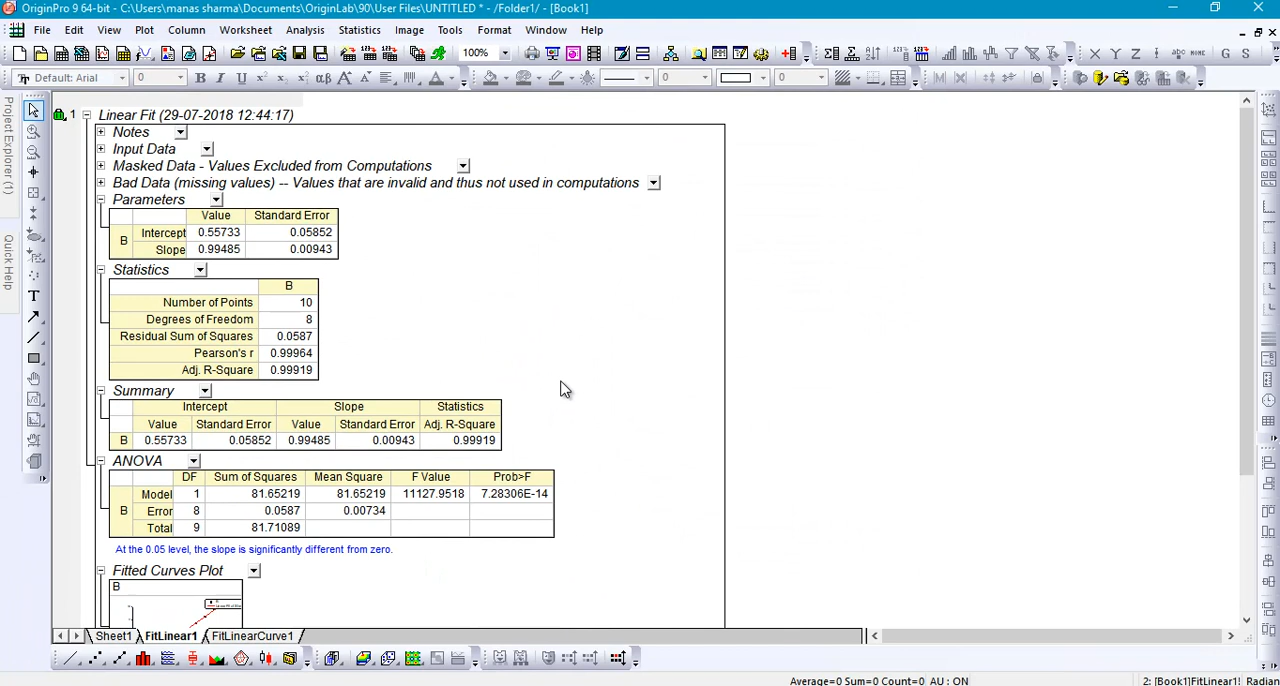 OriginPro 9 64-bit - C:\Users\manas sharma\Documents\OriginLab\90\User Files\UNTITLED * - /Folder1/ - [Book1]
File Edit View Plot Column Worksheet Analysis Statistics Image Tools Format Window Help
100%
Default: Arial 0 B I U 0 0
Project Explorer (1)
Quick Help
1 Linear Fit (29-07-2018 12:44:17)
Notes
Input Data
Masked Data - Values Excluded from Computations
Bad Data (missing values) -- Values that are invalid and thus not used in computations
Parameters
Value Standard Error
B Intercept 0.55733 0.05852
Slope 0.99485 0.00943
Statistics
B
Number of Points 10
Degrees of Freedom 8
Residual Sum of Squares 0.0587
Pearson's r 0.99964
Adj. R-Square 0.99919
Summary
Intercept Slope Statistics
Value Standard Error Value Standard Error Adj. R-Square
B 0.55733 0.05852 0.99485 0.00943 0.99919
ANOVA
DF Sum of Squares Mean Square F Value Prob>F
B Model 1 81.65219 81.65219 11127.9518 7.28306E-14
Error 8 0.0587 0.00734
Total 9 81.71089
At the 0.05 level, the slope is significantly different from zero.
Fitted Curves Plot
B
Sheet1 FitLinear1 FitLinearCurve1
Average=0 Sum=0 Count=0 AU : ON 2: [Book1]FitLinear1! Radian